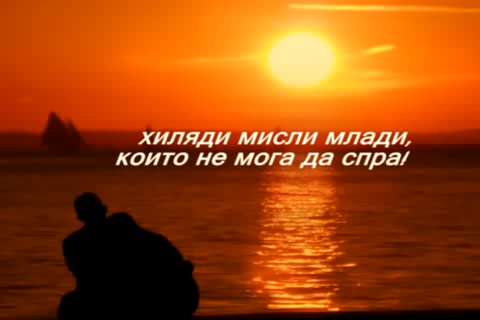 хиляди мисли млади,
които не мога да спра!